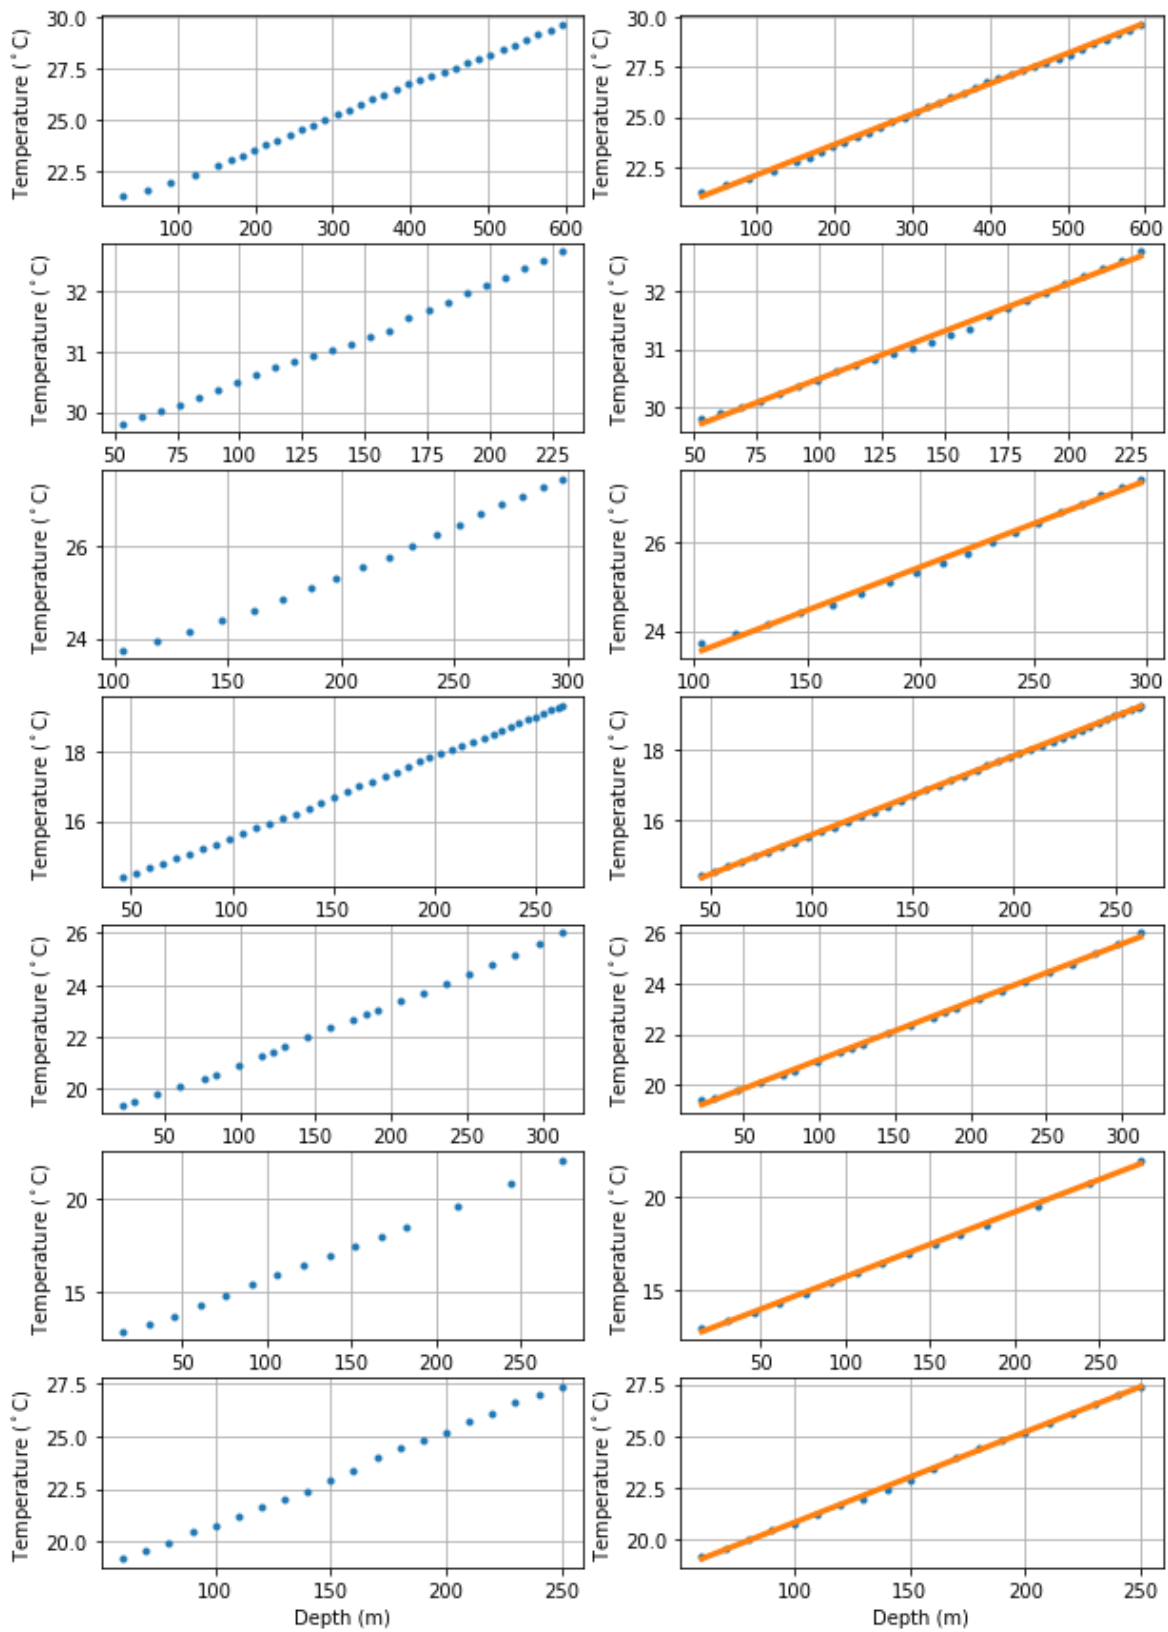 30.0 30.0
Temperature (°C) 27.5 Temperature (°C) 27.5
25.0 25.0
22.5 22.5
100 200 300 400 500 600 100 200 300 400 500 600
Temperature (°C) 32 Temperature (°C) 32
31 31
30 30
50 75 100 125 150 175 200 225 50 75 100 125 150 175 200 225
Temperature (°C) 26 Temperature (°C) 26
24 24
100 150 200 250 300 100 150 200 250 300
Temperature (°C) 18 Temperature (°C) 18
16 16
50 100 150 200 250 50 100 150 200 250
26 26
Temperature (°C) 24 Temperature (°C) 24
22 22
20 20
50 100 150 200 250 300 50 100 150 200 250 300
Temperature (°C) 20 Temperature (°C) 20
15 15
50 100 150 200 250 50 100 150 200 250
27.5 27.5
Temperature (°C) 25.0 Temperature (°C) 25.0
22.5 22.5
20.0 20.0
100 150 200 250 100 150 200 250
Depth (m) Depth (m)